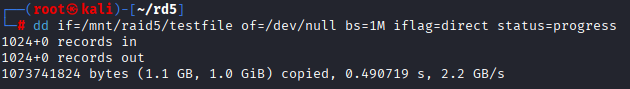 ┌──(root㉿kali)-[~/rd5]
└─# dd if=/mnt/raid5/testfile of=/dev/null bs=1M iflag=direct status=progress
1024+0 records in
1024+0 records out
1073741824 bytes (1.1 GB, 1.0 GiB) copied, 0.490719 s, 2.2 GB/s